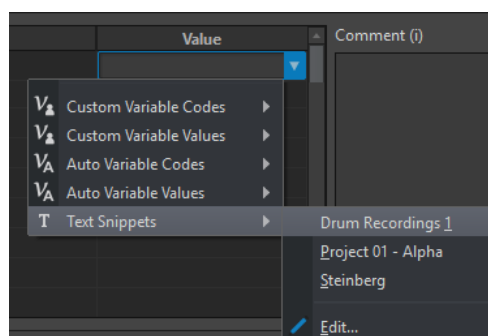 Value
Comment (i)
Custom Variable Codes
Custom Variable Values
Auto Variable Codes
Auto Variable Values
T Text Snippets
Drum Recordings 1
Project 01 - Alpha
Steinberg
Edit...